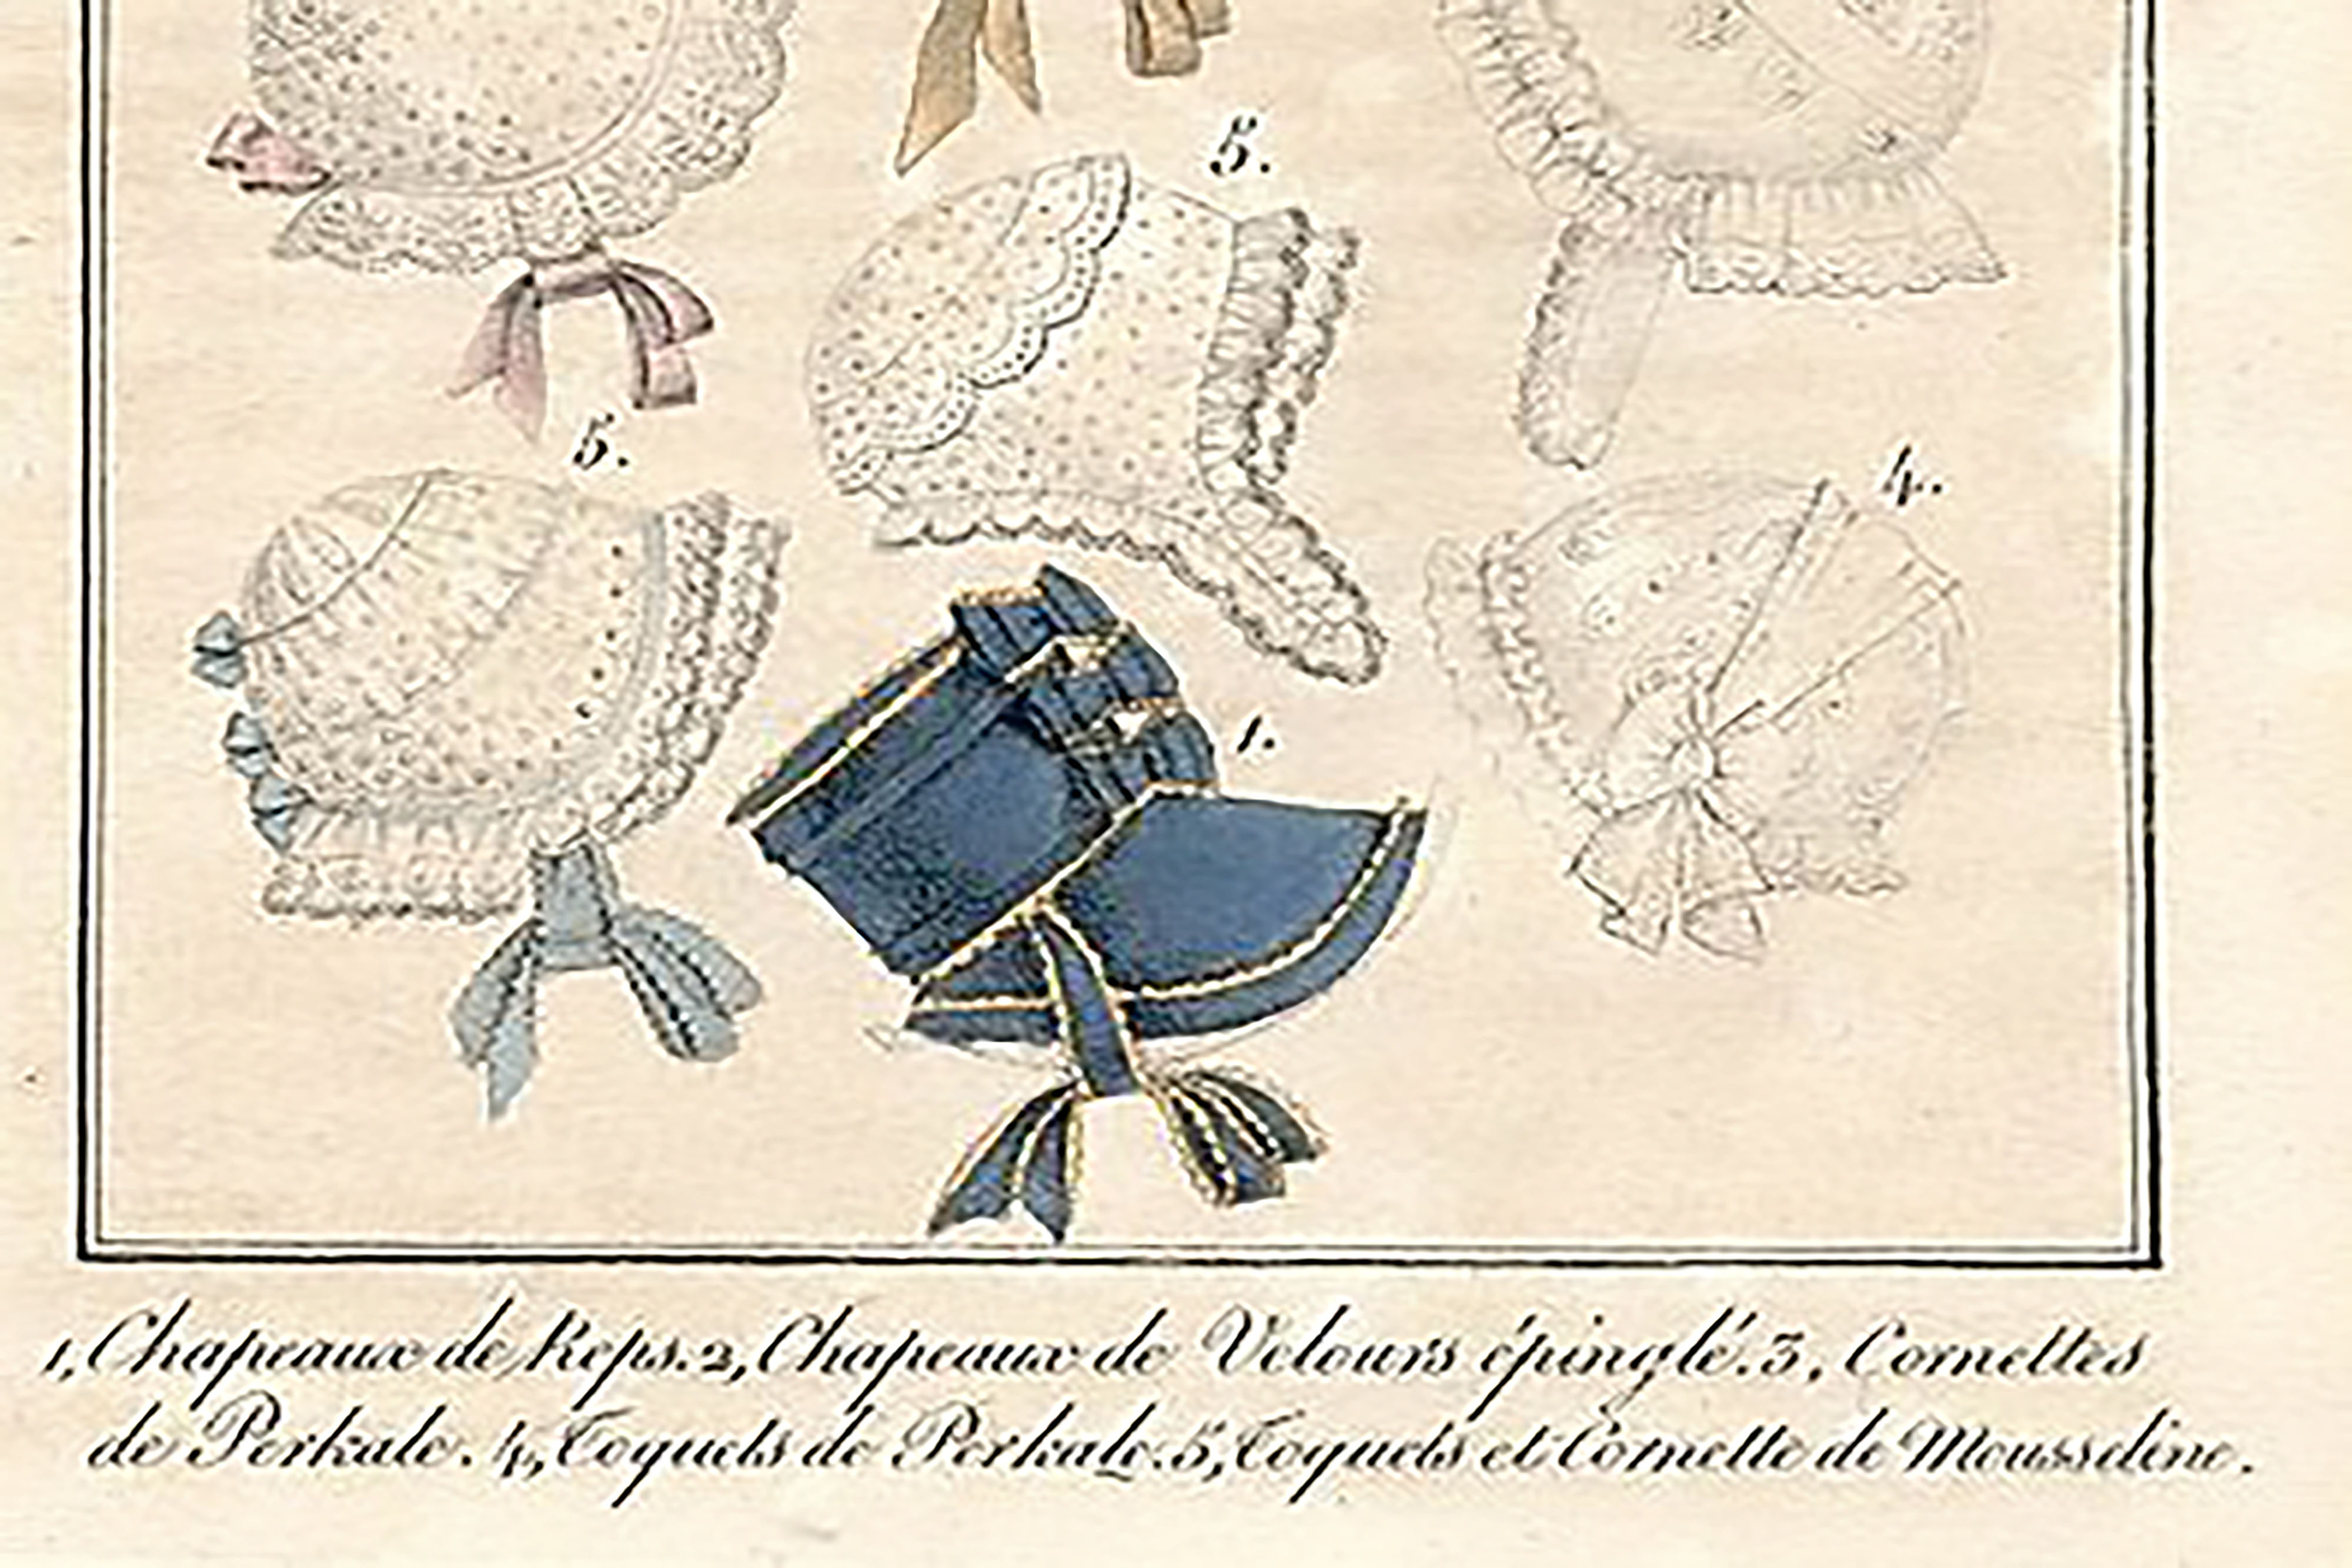 5.
5.
4.
1.
1, Chapeaux de Reps. 2, Chapeaux de Velours épinglé. 3, Cornettes
de Perkale. 4, Toquets de Perkale. 5, Toquets et Cornette de Mousseline.